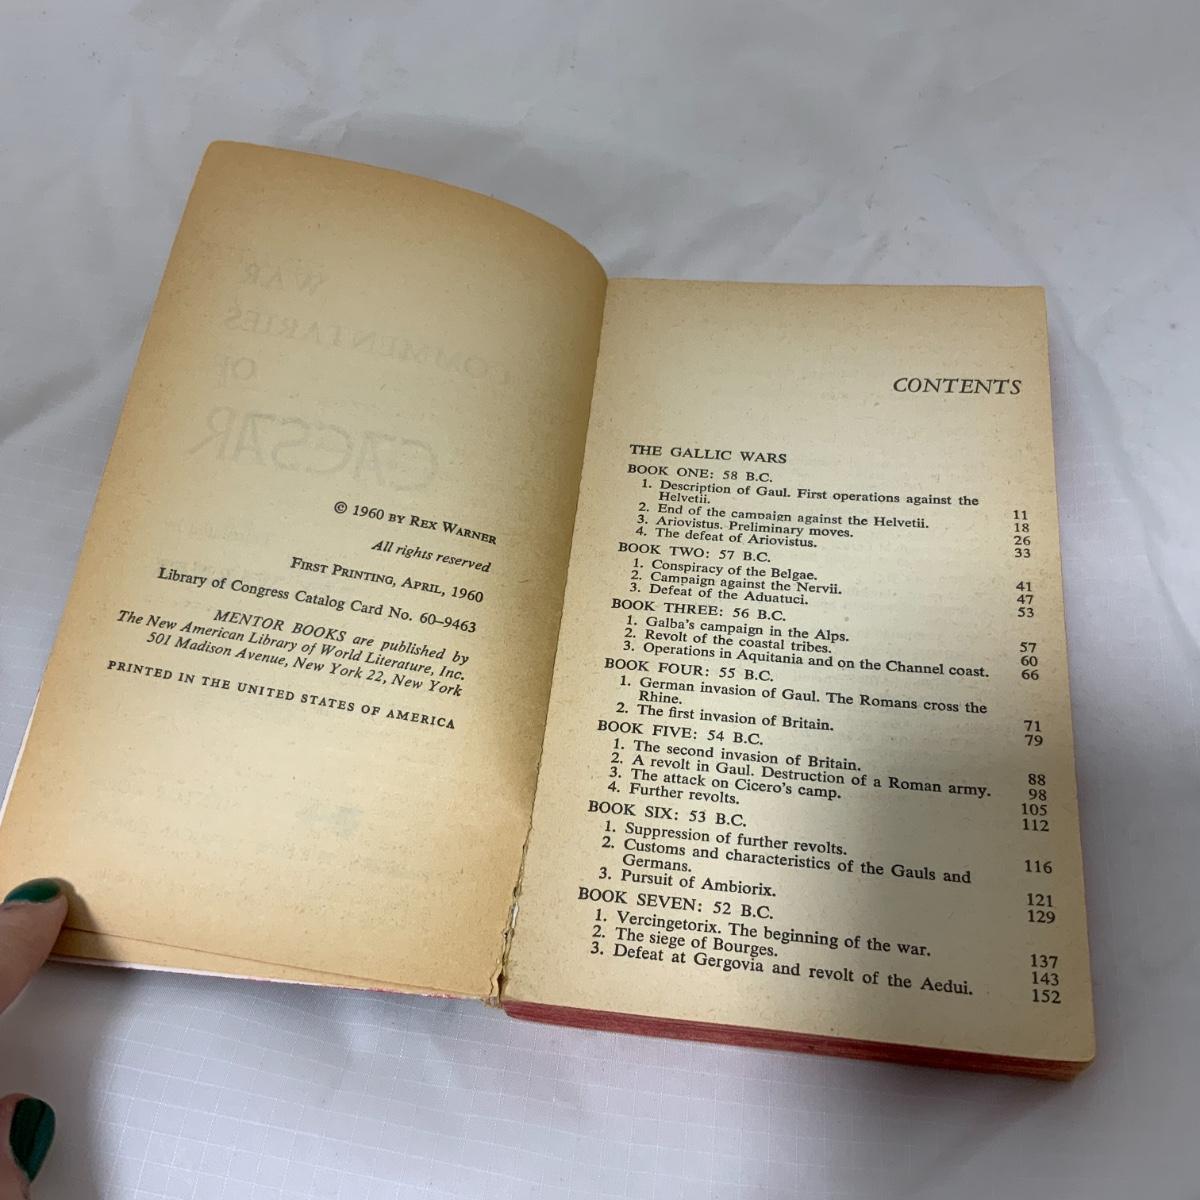 © 1960 BY REX WARNER
All rights reserved
FIRST PRINTING, APRIL, 1960
Library of Congress Catalog Card No. 60-9463
MENTOR BOOKS are published by
The New American Library of World Literature, Inc.
501 Madison Avenue, New York 22, New York
PRINTED IN THE UNITED STATES OF AMERICA
CONTENTS
THE GALLIC WARS
BOOK ONE: 58 B.C.
1. Description of Gaul. First operations against the
Helvetii. 11
2. End of the campaign against the Helvetii. 18
3. Ariovistus. Preliminary moves. 26
4. The defeat of Ariovistus. 33
BOOK TWO: 57 B.C.
1. Conspiracy of the Belgae. 41
2. Campaign against the Nervii. 47
3. Defeat of the Aduatuci. 53
BOOK THREE: 56 B.C.
1. Galba's campaign in the Alps. 57
2. Revolt of the coastal tribes. 60
3. Operations in Aquitania and on the Channel coast. 66
BOOK FOUR: 55 B.C.
1. German invasion of Gaul. The Romans cross the
Rhine. 71
2. The first invasion of Britain. 79
BOOK FIVE: 54 B.C.
1. The second invasion of Britain. 88
2. A revolt in Gaul. Destruction of a Roman army. 98
3. The attack on Cicero's camp. 105
4. Further revolts. 112
BOOK SIX: 53 B.C.
1. Suppression of further revolts. 116
2. Customs and characteristics of the Gauls and
Germans. 121
3. Pursuit of Ambiorix. 129
BOOK SEVEN: 52 B.C.
1. Vercingetorix. The beginning of the war. 137
2. The siege of Bourges. 143
3. Defeat at Gergovia and revolt of the Aedui. 152